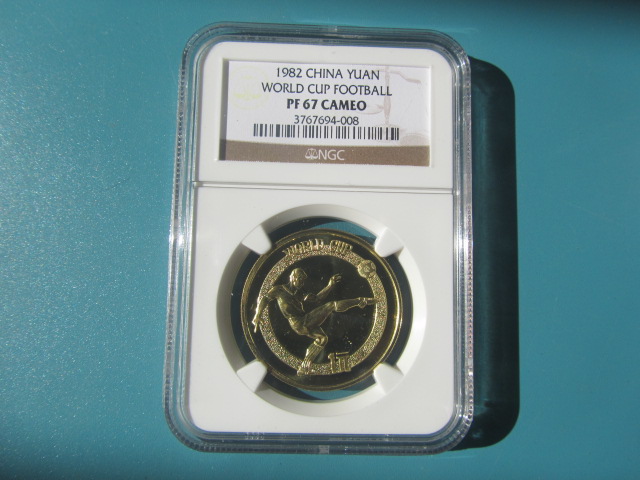 1982 CHINA YUAN
WORLD CUP FOOTBALL
PF 67 CAMEO
3767694-008
NGC
WORLD CUP